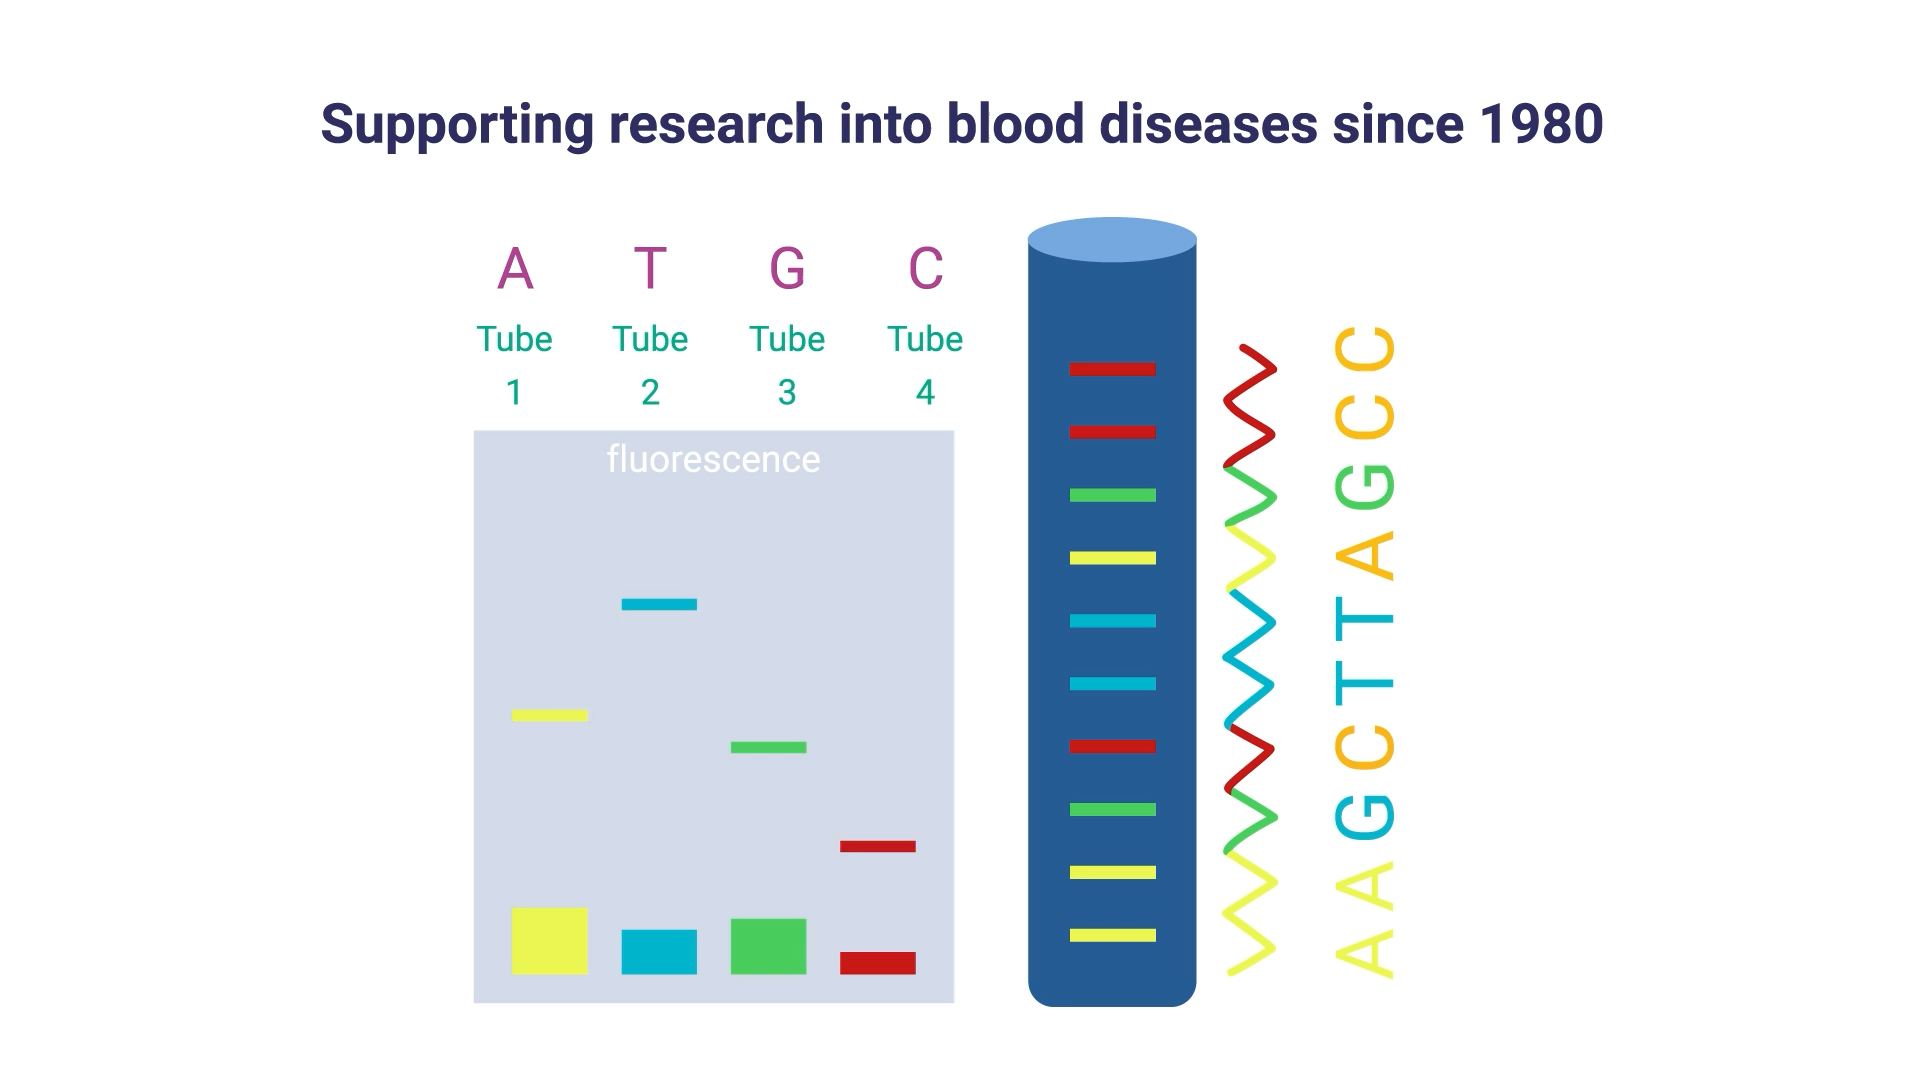 Supporting research into blood diseases since 1980
A T G C
Tube Tube Tube Tube
1 2 3 4
fluorescence
AAGCTTAGCC